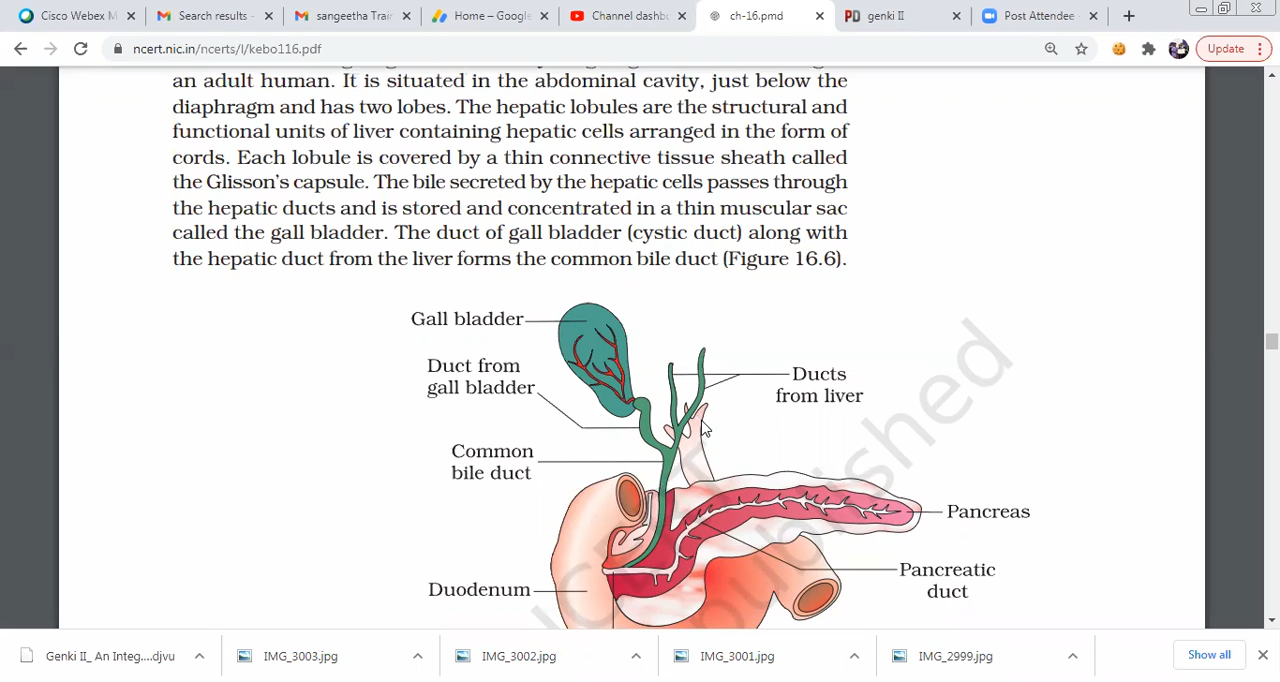 Cisco Webex M
Search results -
sangeetha Trai
Home – Google
Channel dashb
ch-16.pmd
genki II
Post Attendee -
ncert.nic.in/ncerts/l/kebo116.pdf
Update
an adult human. It is situated in the abdominal cavity, just below the
diaphragm and has two lobes. The hepatic lobules are the structural and
functional units of liver containing hepatic cells arranged in the form of
cords. Each lobule is covered by a thin connective tissue sheath called
the Glisson's capsule. The bile secreted by the hepatic cells passes through
the hepatic ducts and is stored and concentrated in a thin muscular sac
called the gall bladder. The duct of gall bladder (cystic duct) along with
the hepatic duct from the liver forms the common bile duct (Figure 16.6).
Gall bladder
Duct from
gall bladder
Ducts
from liver
Common
bile duct
Pancreas
Pancreatic
duct
Duodenum
published
Genki II_ An Integ....djvu
IMG_3003.jpg
IMG_3002.jpg
IMG_3001.jpg
IMG_2999.jpg
Show all